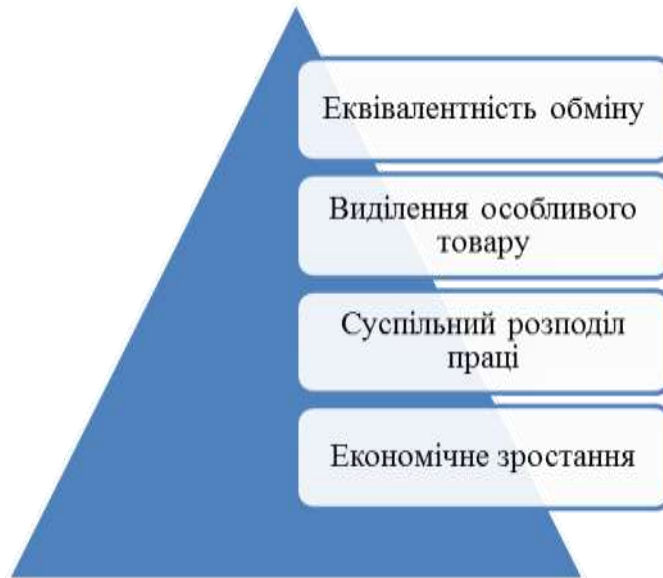 Еквівалентність обміну
Виділення особливого
товару
Суспільний розподіл
праці
Економічне зростання